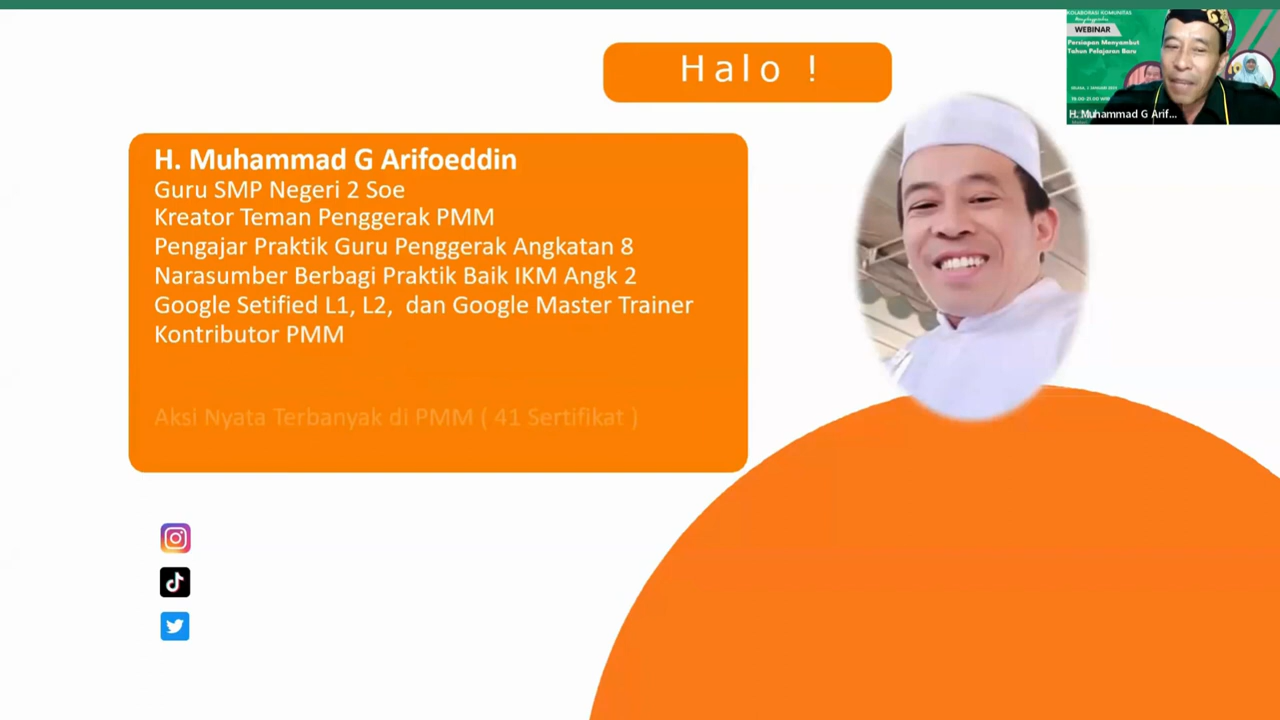 Halo !
H. Muhammad G Arifoeddin
Guru SMP Negeri 2 Soe
Kreator Teman Penggerak PMM
Pengajar Praktik Guru Penggerak Angkatan 8
Narasumber Berbagi Praktik Baik IKM Angk 2
Google Setified L1, L2, dan Google Master Trainer
Kontributor PMM
Aksi Nyata Terbanyak di PMM ( 41 Sertifikat )
KOLABORASI KOMUNITAS
WEBINAR
Persiapan Menyambut
Tahun Pelajaran Baru
H. Muhammad G Arif...